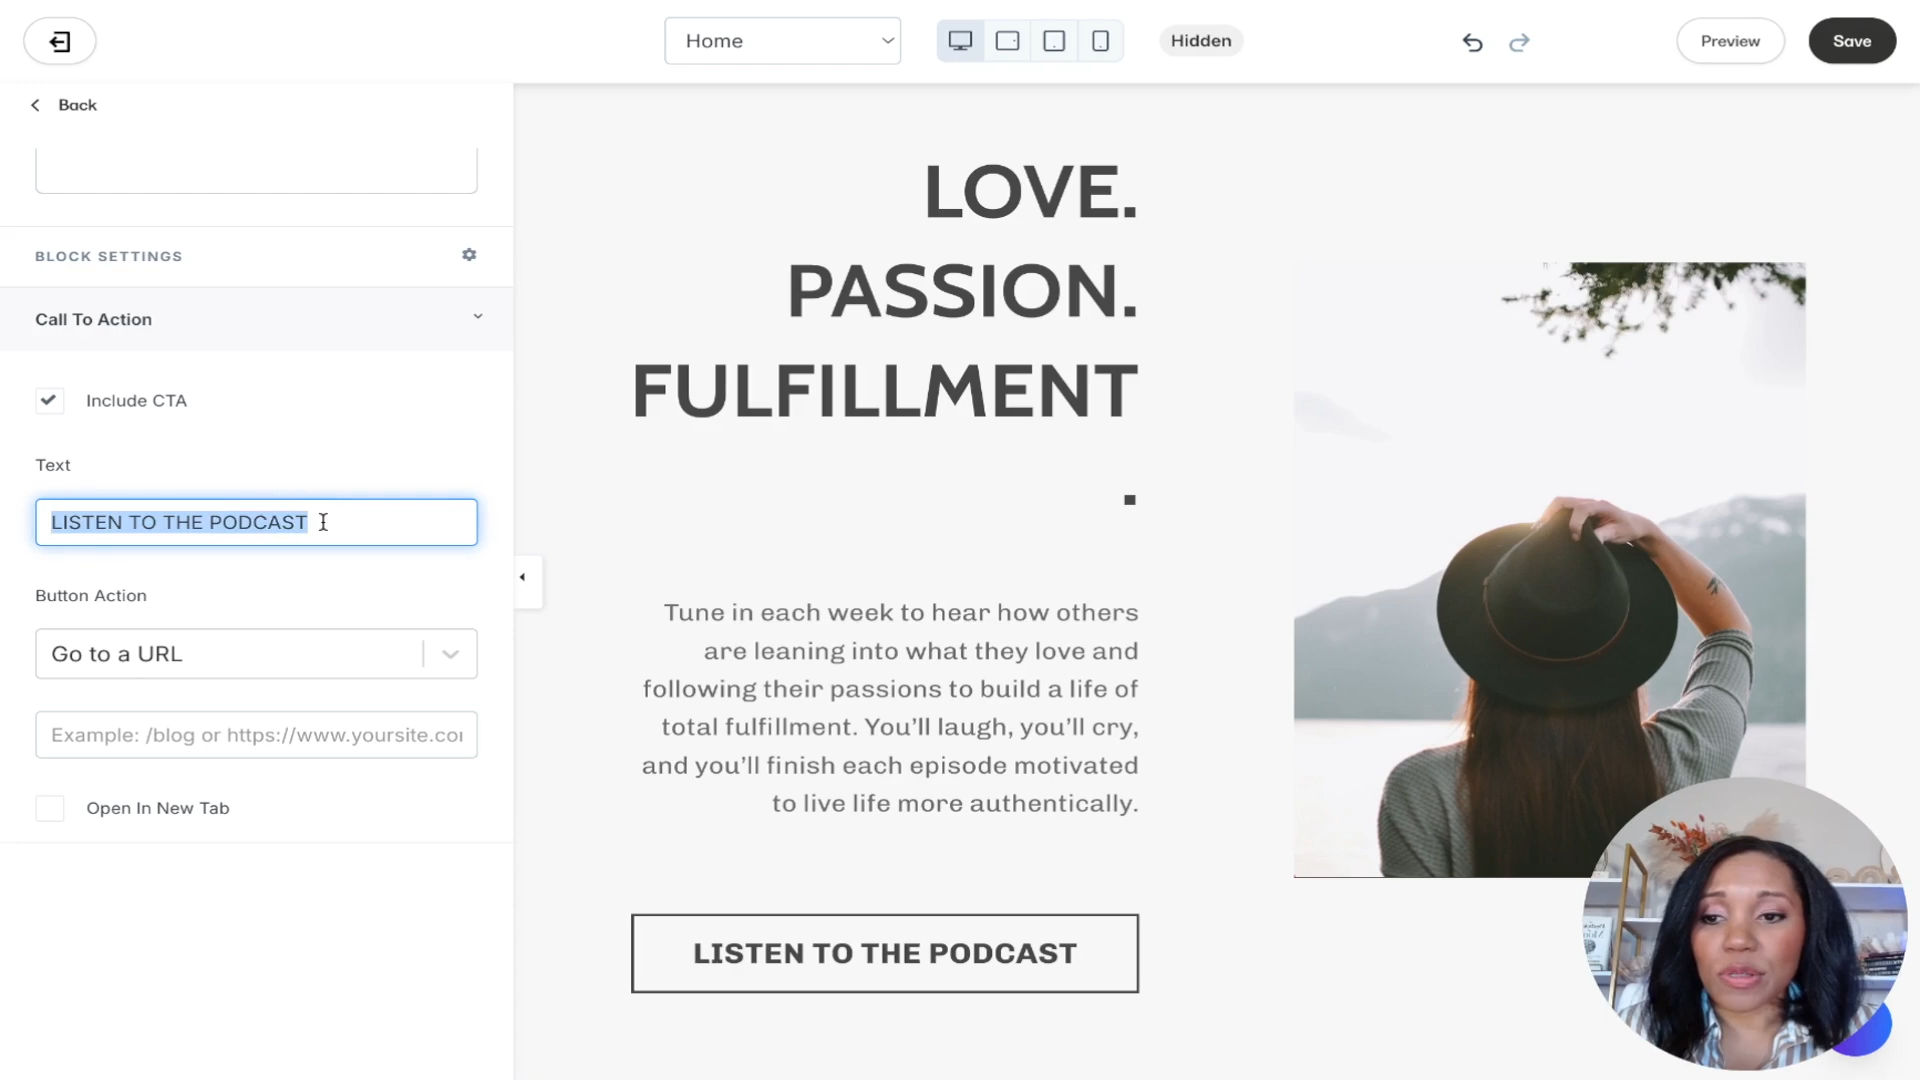 Home
Hidden
Preview
Save
Back
BLOCK SETTINGS
Call To Action
Include CTA
Text
LISTEN TO THE PODCAST
Button Action
Go to a URL
Example: /blog or https://www.yoursite.co
Open In New Tab
LOVE.
PASSION.
FULFILLMENT
.
Tune in each week to hear how others
are leaning into what they love and
following their passions to build a life of
total fulfillment. You’ll laugh, you’ll cry,
and you’ll finish each episode motivated
to live life more authentically.
LISTEN TO THE PODCAST